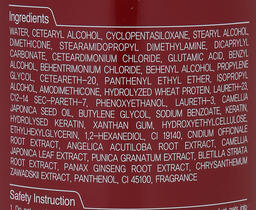 Ingredients
WATER, CETEARYL ALCOHOL, CYCLOPENTASILOXANE, STEARYL ALCOHOL,
DIMETHICONE, STEARAMIDOPROPYL DIMETHYLAMINE, DICAPRYLYL
CARBONATE, CETEARDIMONIUM CHLORIDE, GLUTAMIC ACID, BENZYL
ALCOHOL, BEHENTRIMONIUM CHLORIDE, BEHENYL ALCOHOL, PROPYLENE
GLYCOL, CETEARETH-20, PANTHENYL ETHYL ETHER, ISOPROPYL
ALCOHOL, AMODIMETHICONE, HYDROLYZED WHEAT PROTEIN, LAURETH-23,
C12-14 SEC-PARETH-7, PHENOXYETHANOL, LAURETH-3, CAMELLIA
JAPONICA SEED OIL, BUTYLENE GLYCOL, SODIUM BENZOATE, KERATIN,
HYDROLYSED KERATIN, XANTHAN GUM, HYDROXYETHYLCELLULOSE,
ETHYLHEXYLGLYCERIN, 1,2-HEXANEDIOL, CI 19140, CNIDIUM OFFICINALE
ROOT EXTRACT, ANGELICA ACUTILOBA ROOT EXTRACT, CAMELLIA
JAPONICA LEAF EXTRACT, PUNICA GRANATUM EXTRACT, BLETILLA STRIATA
ROOT EXTRACT, PANAX GINSENG ROOT EXTRACT, CHRYSANTHEMUM
ZAWADSKII EXTRACT, PANTHENOL, CI 45100, FRAGRANCE
Safety Instruction